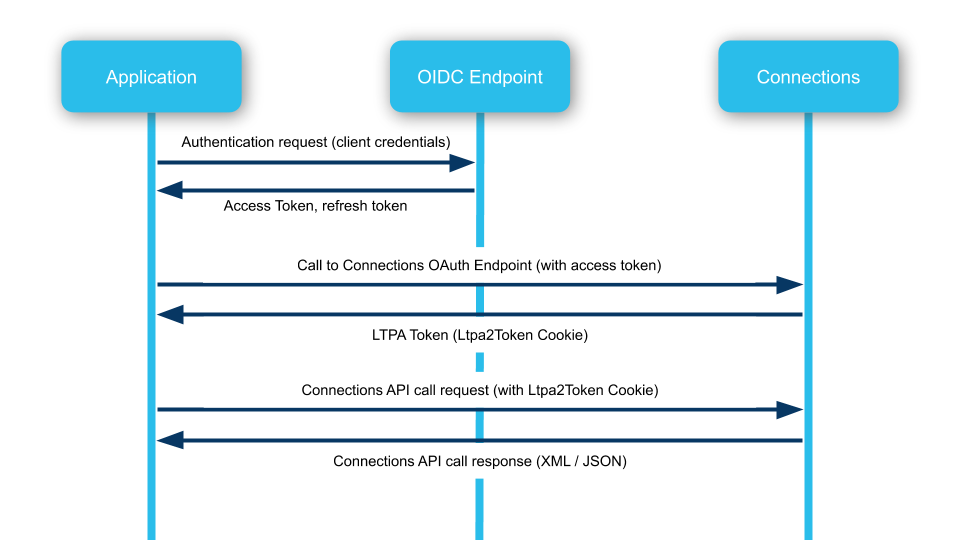 Application
OIDC Endpoint
Connections
Authentication request (client credentials)
Access Token, refresh token
Call to Connections OAuth Endpoint (with access token)
LTPA Token (Ltpa2Token Cookie)
Connections API call request (with Ltpa2Token Cookie)
Connections API call response (XML / JSON)